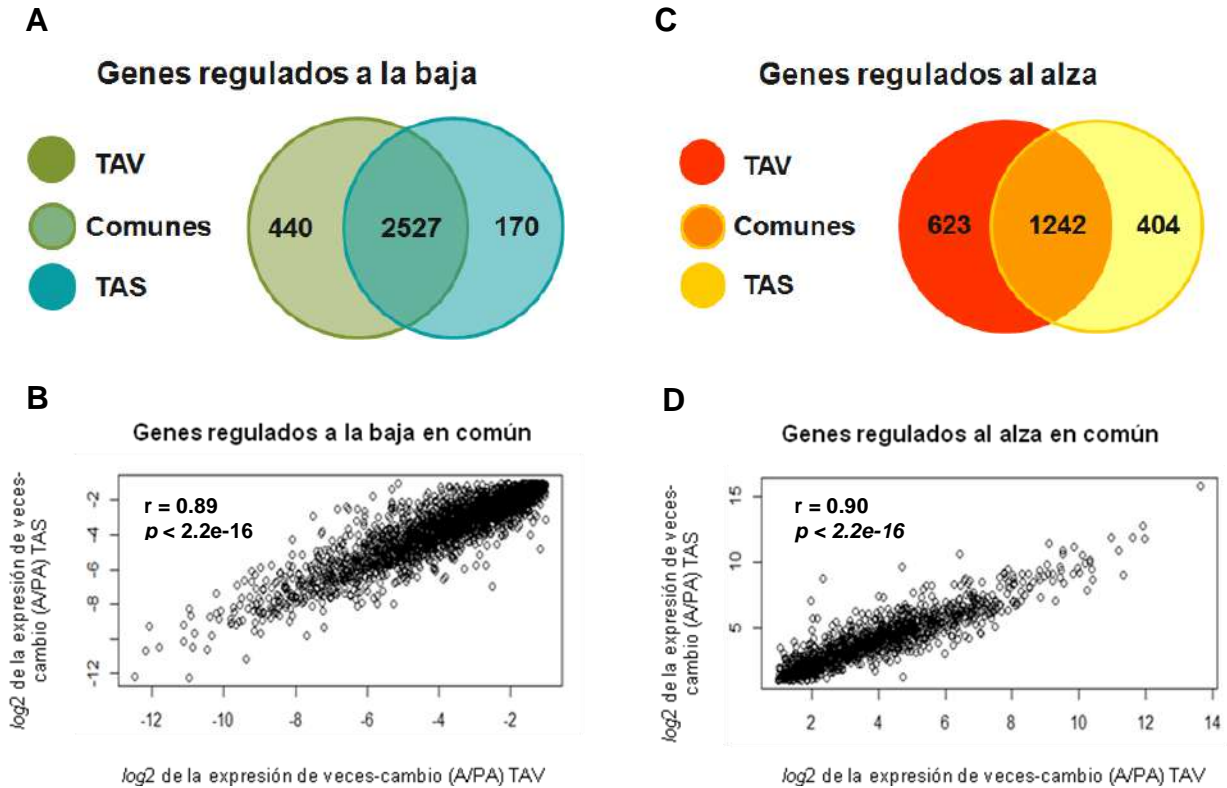 A
Genes regulados a la baja
TAV
Comunes
TAS
440
2527
170
C
Genes regulados al alza
TAV
Comunes
TAS
623
1242
404
B
Genes regulados a la baja en común
r = 0.89
p < 2.2e-16
log2 de la expresión de veces-
cambio (A/PA) TAS
-2
-4
-6
-8
-12
-12
-10
-8
-6
-4
-2
log2 de la expresión de veces-cambio (A/PA) TAV
D
Genes regulados al alza en común
r = 0.90
p < 2.2e-16
log2 de la expresión de veces-
cambio (A/PA) TAS
15
10
5
2
4
6
8
10
12
14
log2 de la expresión de veces-cambio (A/PA) TAV